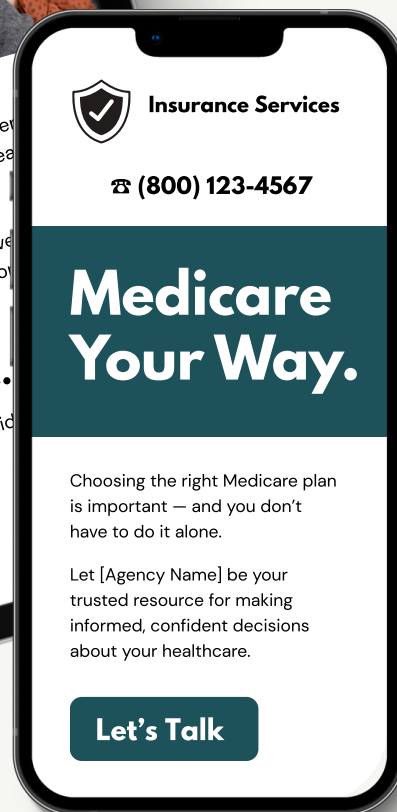 Insurance Services
☎ (800) 123-4567
Medicare
Your Way.
Choosing the right Medicare plan
is important — and you don’t
have to do it alone.
Let [Agency Name] be your
trusted resource for making
informed, confident decisions
about your healthcare.
Let’s Talk